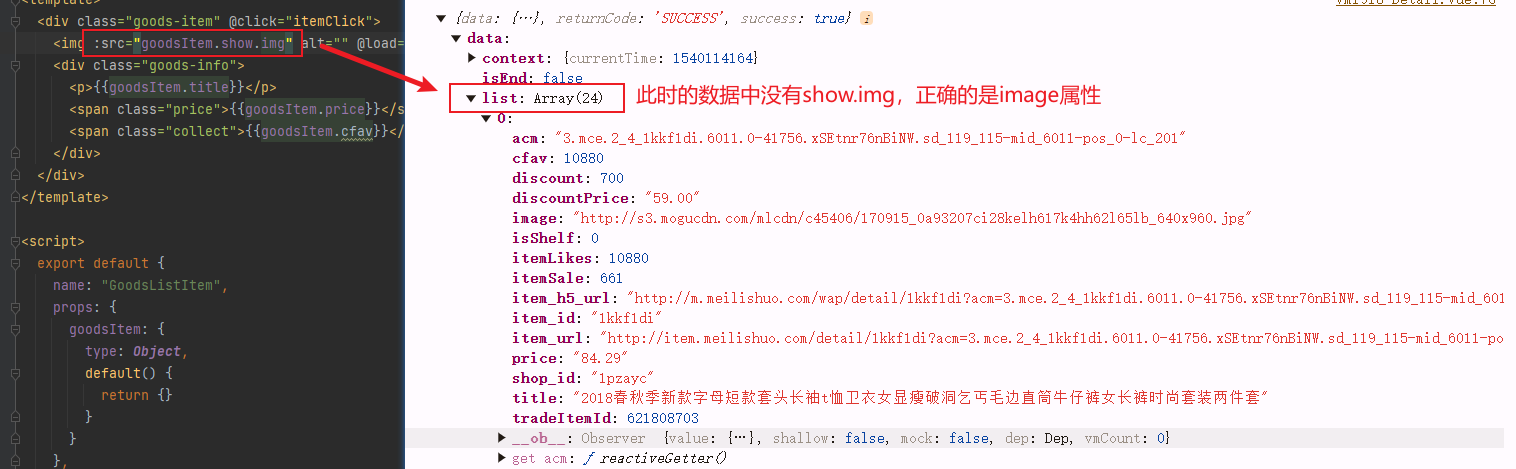 <template>
<div class="goods-item" @click="itemClick">
<img :src="goodsItem.show.img" alt="" @load=
<div class="goods-info">
<p>{{goodsItem.title}}</p>
<span class="price">{{goodsItem.price}}</s
<span class="collect">{{goodsItem.cfav}}</
</div>
</div>
</template>
<script>
export default {
name: "GoodsListItem",
props: {
goodsItem: {
type: Object,
default() {
return {}
}
}
},
{data: {…}, returnCode: 'SUCCESS', success: true} i
data:
context: {currentTime: 1540114164}
isEnd: false
list: Array(24)
此时的数据中没有show.img，正确的是image属性
0:
acm: "3.mce.2_4_1kkf1di.6011.0-41756.xSEtnr76nBiNW.sd_119_115-mid_6011-pos_0-lc_201"
cfav: 10880
discount: 700
discountPrice: "59.00"
image: "http://s3.mogucdn.com/mlcdn/c45406/170915_0a93207ci28kelh617k4hh62l65lb_640x960.jpg"
isShelf: 0
itemLikes: 10880
itemSale: 661
item_h5_url: "http://m.meilishuo.com/wap/detail/1kkf1di?acm=3.mce.2_4_1kkf1di.6011.0-41756.xSEtnr76nBiNW.sd_119_115-mid_601
item_id: "1kkf1di"
item_url: "http://item.meilishuo.com/detail/1kkf1di?acm=3.mce.2_4_1kkf1di.6011.0-41756.xSEtnr76nBiNW.sd_119_115-mid_6011-po
price: "84.29"
shop_id: "1pzayc"
title: "2018春秋季新款字母短款套头长袖t恤卫衣女显瘦破洞乞丐毛边直筒牛仔裤女长裤时尚套装两件套"
tradeItemId: 621808703
__ob__: Observer {value: {…}, shallow: false, mock: false, dep: Dep, vmCount: 0}
get acm: ƒ reactiveGetter()